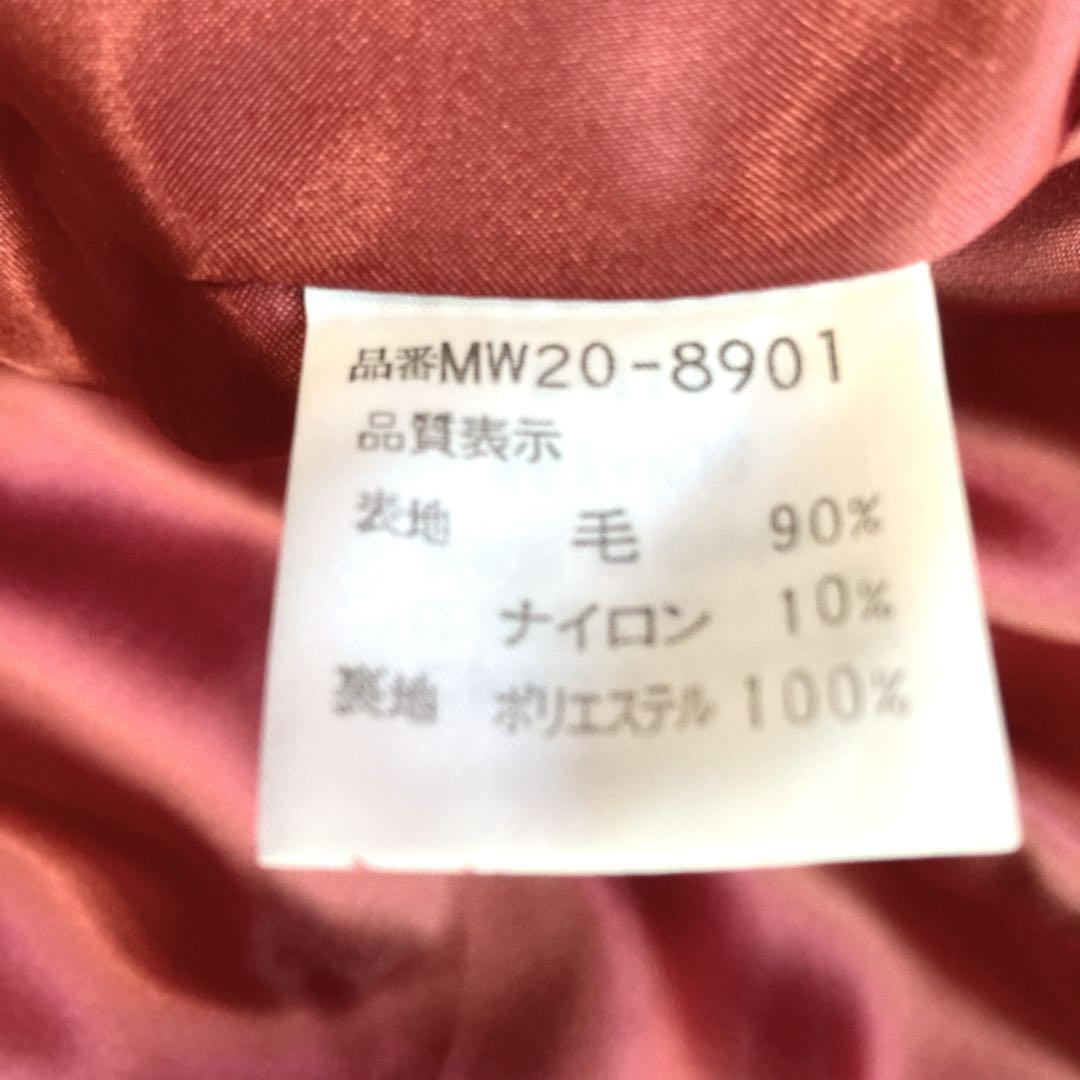 品番MW20-8901
品質表示
表地 毛 90%
ナイロン 10%
裏地 ポリエステル 100%